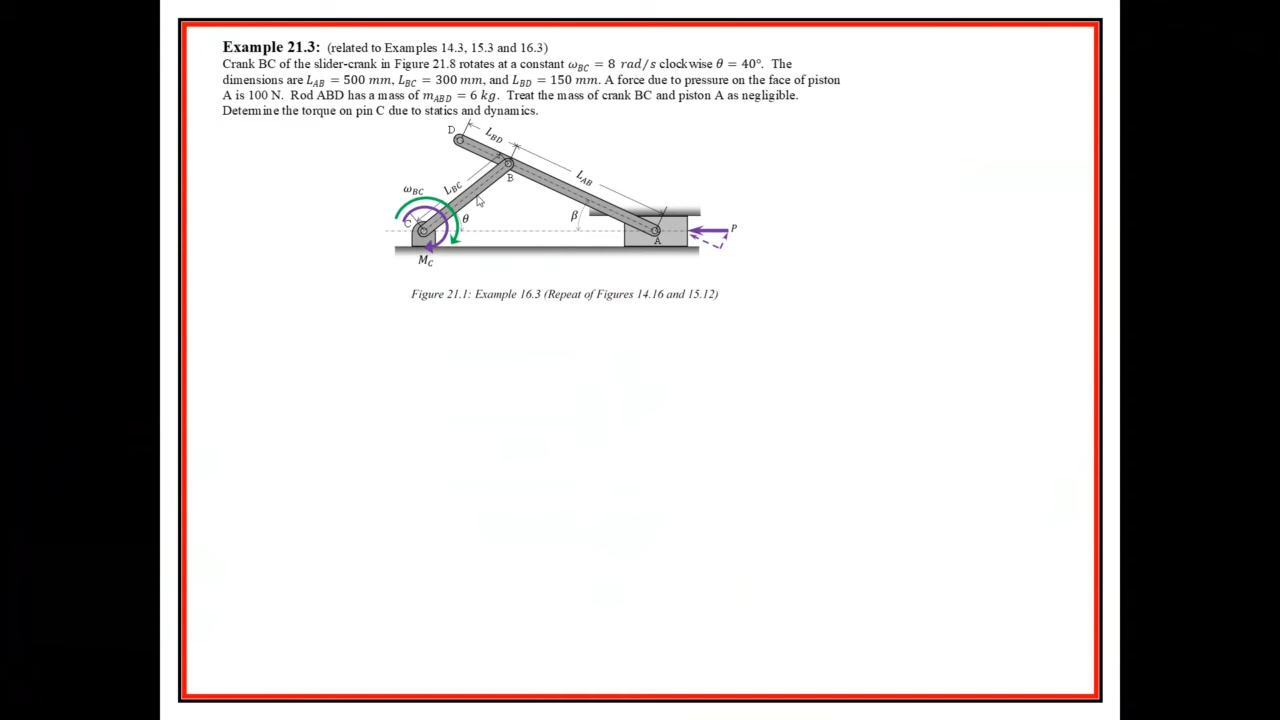 Example 21.3: (related to Examples 14.3, 15.3 and 16.3)
Crank BC of the slider-crank in Figure 21.8 rotates at a constant ω_BC = 8 rad/s clockwise θ = 40°. The
dimensions are L_AB = 500 mm, L_BC = 300 mm, and L_BD = 150 mm. A force due to pressure on the face of piston
A is 100 N. Rod ABD has a mass of m_ABD = 6 kg. Treat the mass of crank BC and piston A as negligible.
Determine the torque on pin C due to statics and dynamics.
D
L_BD
B
L_AB
L_BC
ω_BC
C
θ
β
A
P
M_C
Figure 21.1: Example 16.3 (Repeat of Figures 14.16 and 15.12)